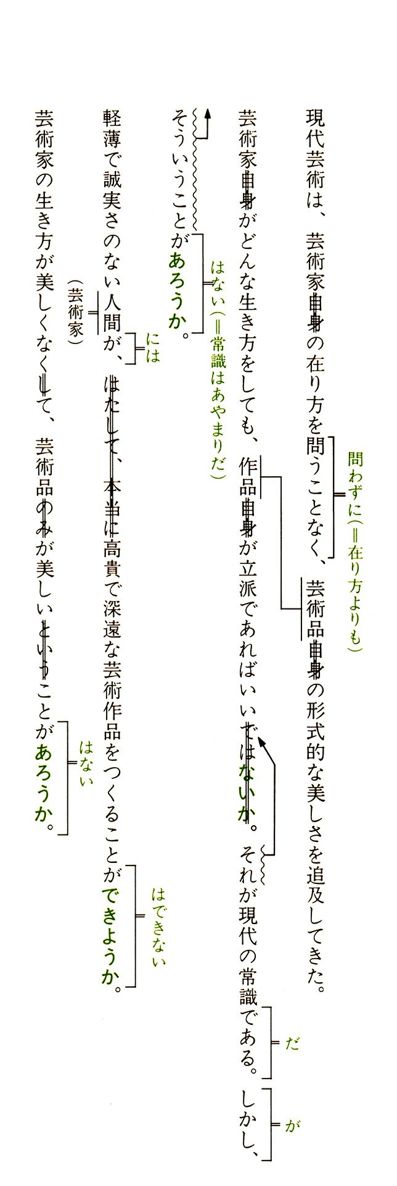 問わずに(=在り方よりも)
現代芸術は、芸術家自身の在り方を問うことなく、芸術品自身の形式的な美しさを追及してきた。
だ
が
芸術家自身がどんな生き方をしても、作品自身が立派であればいいではないか。それが現代の常識である。しかし、
はない(=常識はあやまりだ)
そういうことがあろうか。
には
はできない
軽薄で誠実さのない人間が、はたして、本当に高貴で深遠な芸術作品をつくることができようか。
(芸術家)
はない
芸術家の生き方が美しくなくして、芸術品のみが美しいということがあろうか。